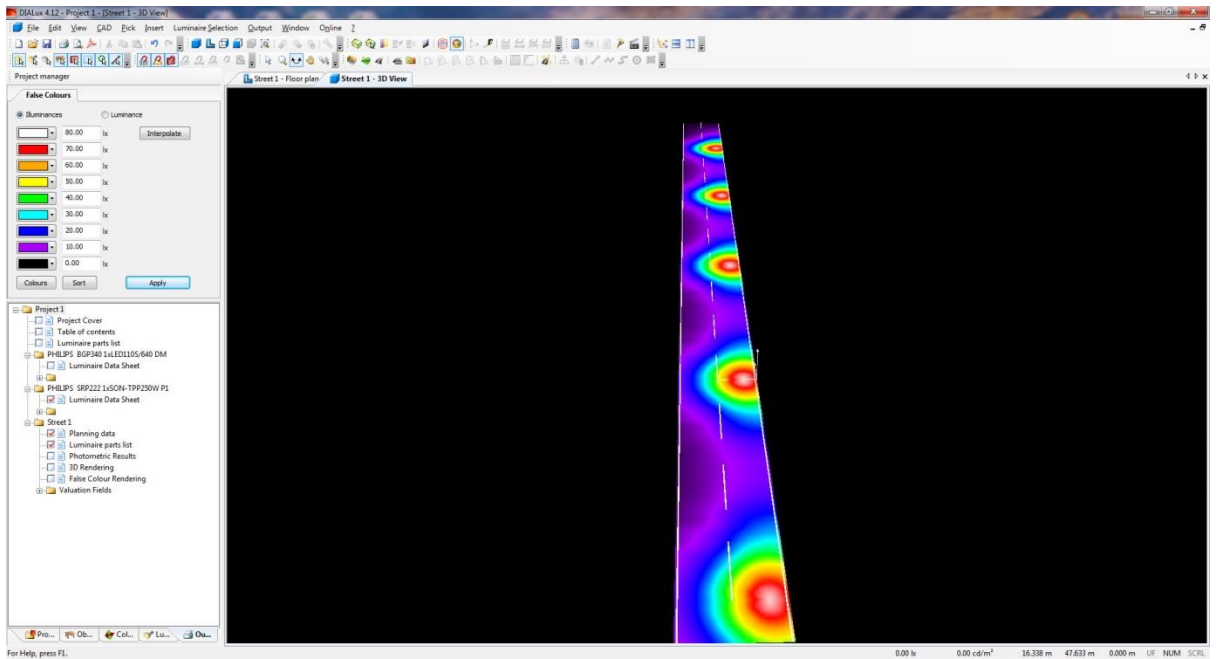 DIALux 4.12 - Project 1 - [Street 1 - 3D View]
File Edit View CAD Pick Insert Luminaire Selection Output Window Online ?
Project manager
Street 1 - Floor plan
Street 1 - 3D View
False Colours
Illuminances Luminance
80.00 lx Interpolate
70.00 lx
60.00 lx
50.00 lx
40.00 lx
30.00 lx
20.00 lx
10.00 lx
0.00 lx
Colours Sort Apply
Project 1
Project Cover
Table of contents
Luminaire parts list
PHILIPS BGP340 1xLED110S/640 DM
Luminaire Data Sheet
PHILIPS SRP222 1xSON-TPP250W P1
Luminaire Data Sheet
Street 1
Planning data
Luminaire parts list
Photometric Results
3D Rendering
False Colour Rendering
Valuation Fields
Pro... Ob... Col... Lu... Ou...
For Help, press F1.
0.00 lx 0.00 cd/m² 16.338 m 47.633 m 0.000 m UF NUM SCRL